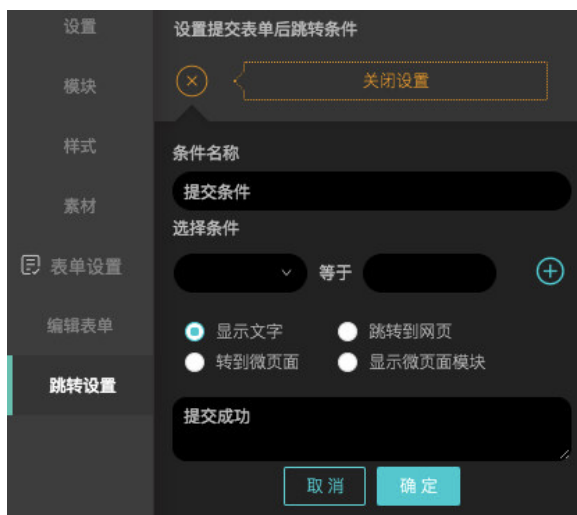 设置
模块
样式
素材
表单设置
编辑表单
跳转设置
设置提交表单后跳转条件
关闭设置
条件名称
提交条件
选择条件
等于
显示文字 跳转到网页
转到微页面 显示微页面模块
提交成功
取消 确定